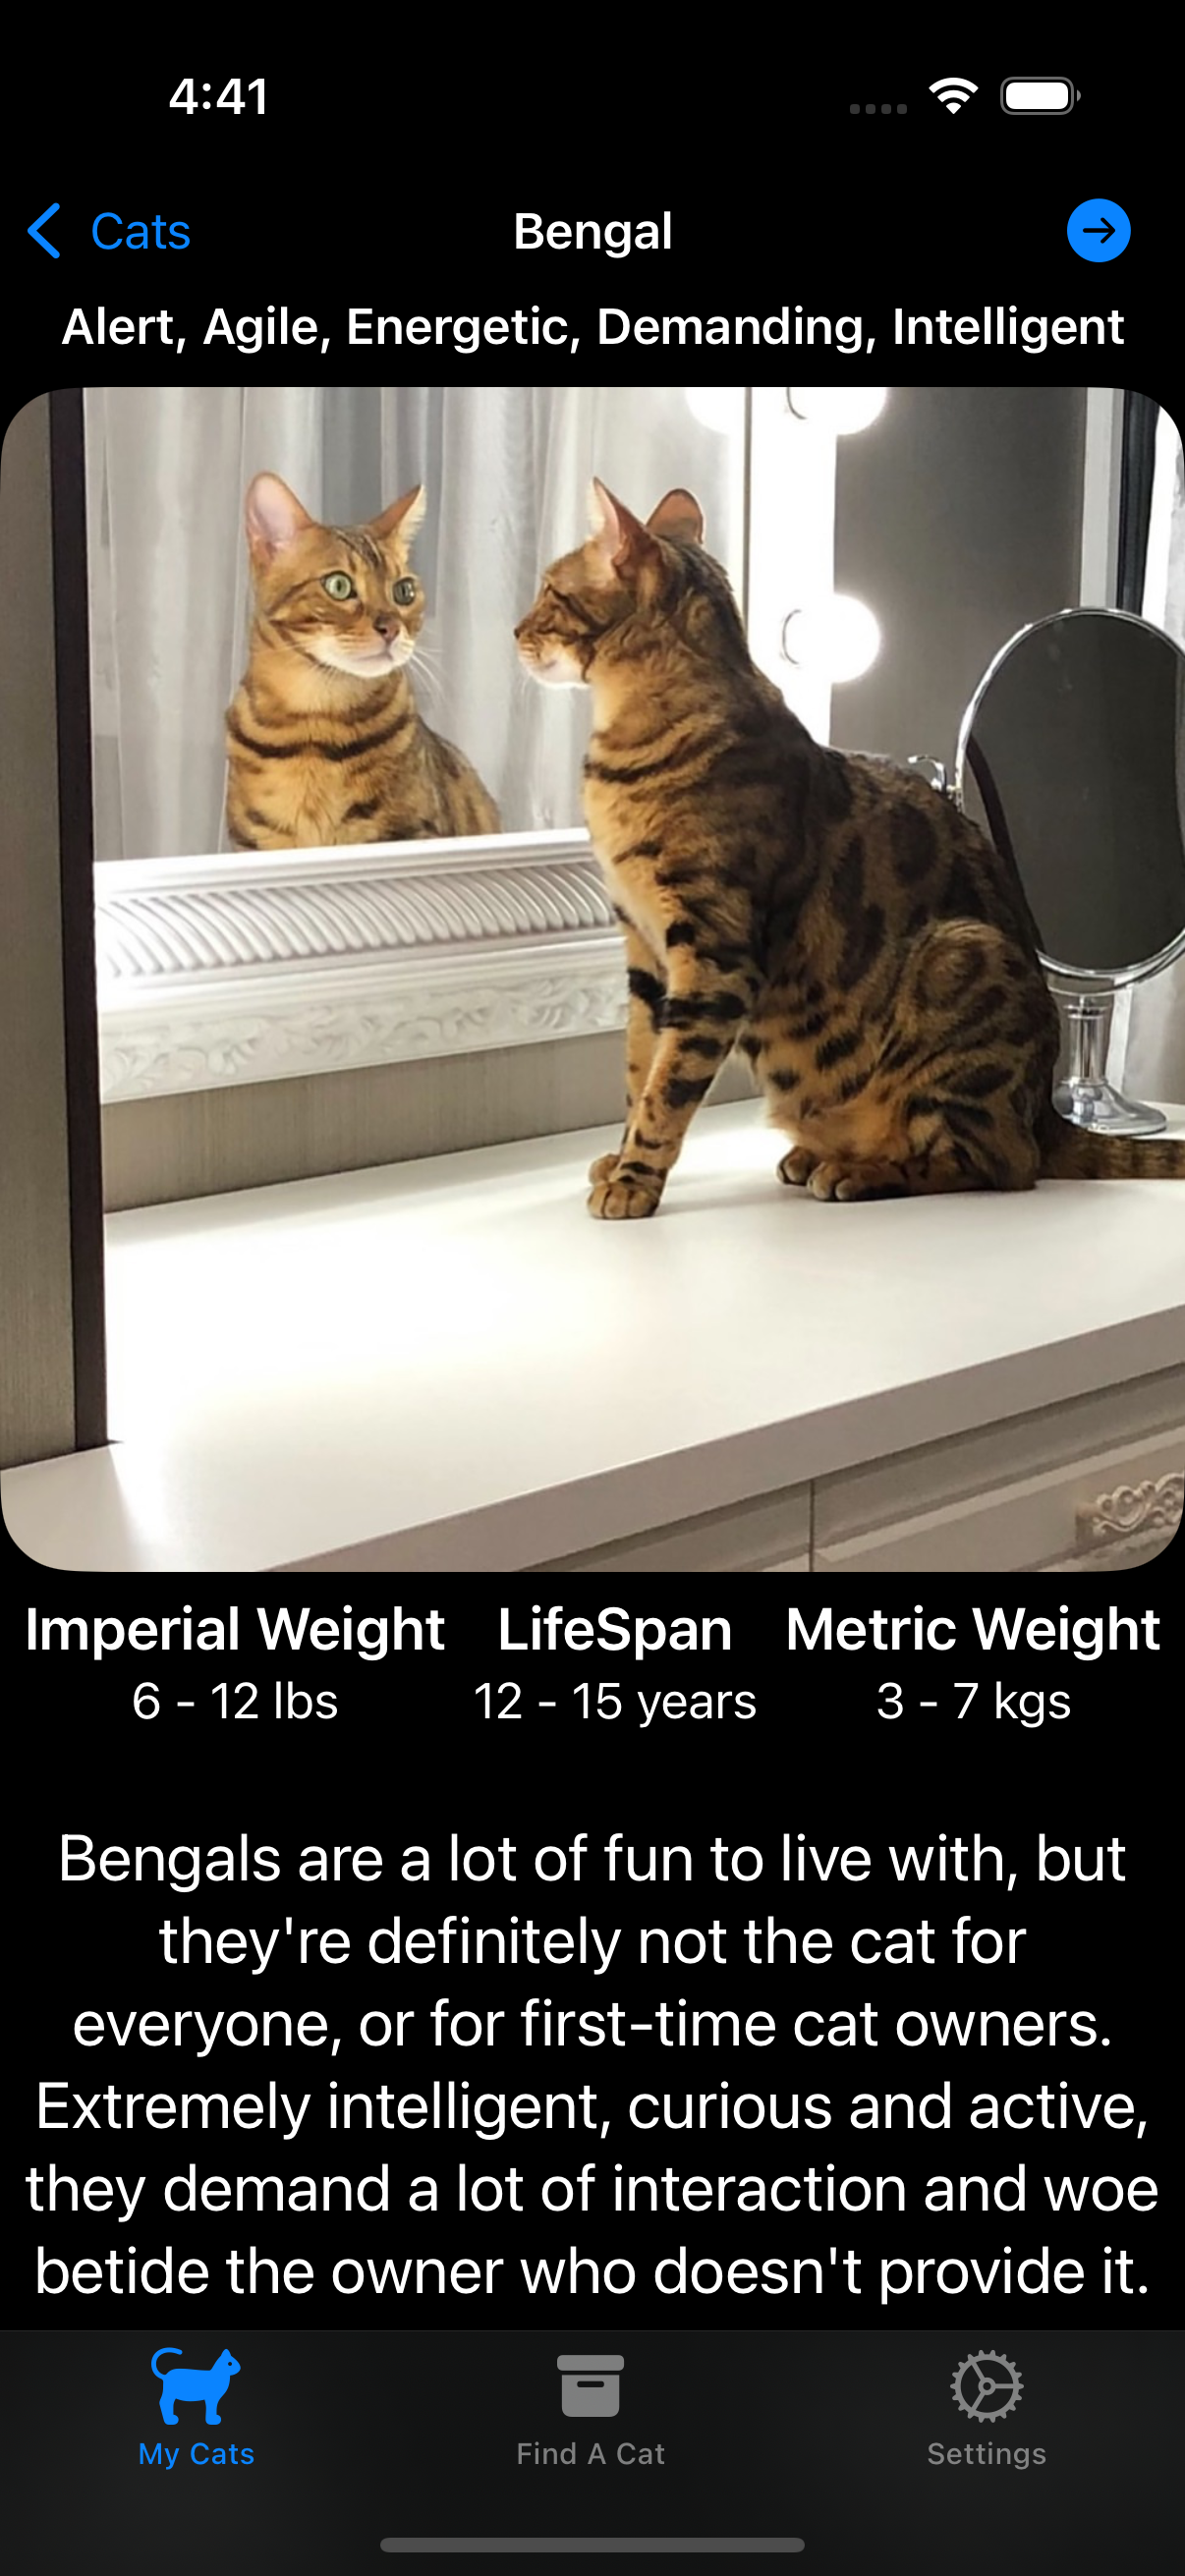 4:41
Cats
Bengal
Alert, Agile, Energetic, Demanding, Intelligent
Imperial Weight LifeSpan Metric Weight
6 - 12 lbs 12 - 15 years 3 - 7 kgs
Bengals are a lot of fun to live with, but
they're definitely not the cat for
everyone, or for first-time cat owners.
Extremely intelligent, curious and active,
they demand a lot of interaction and woe
betide the owner who doesn't provide it.
My Cats Find A Cat Settings